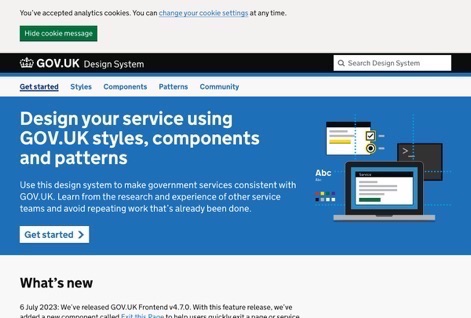 You've accepted analytics cookies. You can change your cookie settings at any time.
Hide cookie message
GOV.UK Design System
Search Design System
Get started Styles Components Patterns Community
Design your service using
GOV.UK styles, components
and patterns
Use this design system to make government services consistent with
GOV.UK. Learn from the research and experience of other service
teams and avoid repeating work that's already been done.
Get started
Abc
Service
What's new
6 July 2023: We've released GOV.UK Frontend v4.7.0. With this feature release, we've
added a new component called Exit this Page to help users quickly exit a page or service